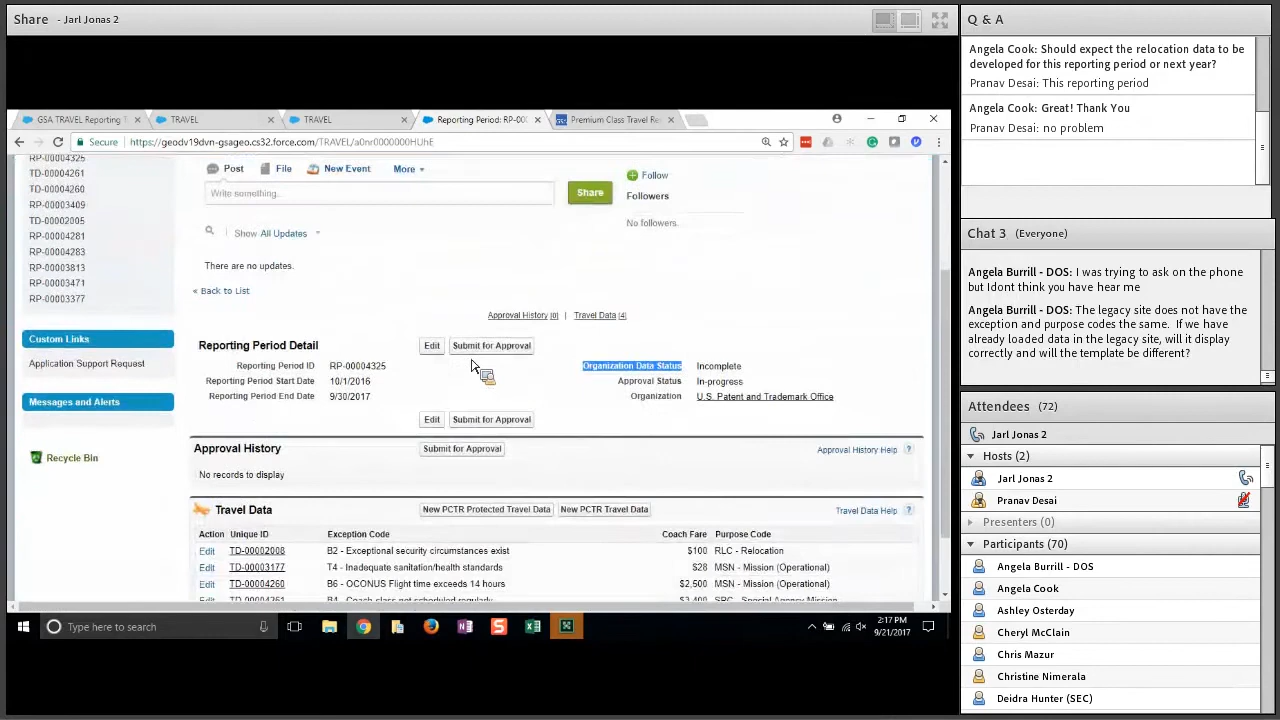 Share - Jarl Jonas 2
GSA TRAVEL Reporting
TRAVEL
TRAVEL
Reporting Period: RP-000
Premium Class Travel Re
Secure
https://geodv19dvn-gsageo.cs32.force.com/TRAVEL/a0nr0000000HUhE
RP-00004325
TD-00004261
TD-00004260
RP-00003409
TD-00002005
RP-00004281
RP-00004283
RP-00003813
RP-00003471
RP-00003377
Custom Links
Application Support Request
Messages and Alerts
Recycle Bin
Post File New Event More
Write something...
Share
Follow
Followers
No followers.
Show All Updates
There are no updates.
« Back to List
Approval History [0] | Travel Data [4]
Reporting Period Detail
Edit
Submit for Approval
Reporting Period ID RP-00004325
Organization Data Status Incomplete
Reporting Period Start Date 10/1/2016
Approval Status In-progress
Reporting Period End Date 9/30/2017
Organization U.S. Patent and Trademark Office
Edit
Submit for Approval
Approval History
Submit for Approval
Approval History Help ?
No records to display
Travel Data
New PCTR Protected Travel Data
New PCTR Travel Data
Travel Data Help ?
Action Unique ID Exception Code Coach Fare Purpose Code
Edit TD-00002008 B2 - Exceptional security circumstances exist $100 RLC - Relocation
Edit TD-00003177 T4 - Inadequate sanitation/health standards $28 MSN - Mission (Operational)
Edit TD-00004260 B6 - OCONUS Flight time exceeds 14 hours $2,500 MSN - Mission (Operational)
Type here to search
2:17 PM
9/21/2017
Q & A
Angela Cook: Should expect the relocation data to be
developed for this reporting period or next year?
Pranav Desai: This reporting period
Angela Cook: Great! Thank You
Pranav Desai: no problem
Chat 3 (Everyone)
Angela Burrill - DOS: I was trying to ask on the phone
but Idont think you have hear me
Angela Burrill - DOS: The legacy site does not have the
exception and purpose codes the same. If we have
already loaded data in the legacy site, will it display
correctly and will the template be different?
Attendees (72)
Jarl Jonas 2
Hosts (2)
Jarl Jonas 2
Pranav Desai
Presenters (0)
Participants (70)
Angela Burrill - DOS
Angela Cook
Ashley Osterday
Cheryl McClain
Chris Mazur
Christine Nimerala
Deidra Hunter (SEC)